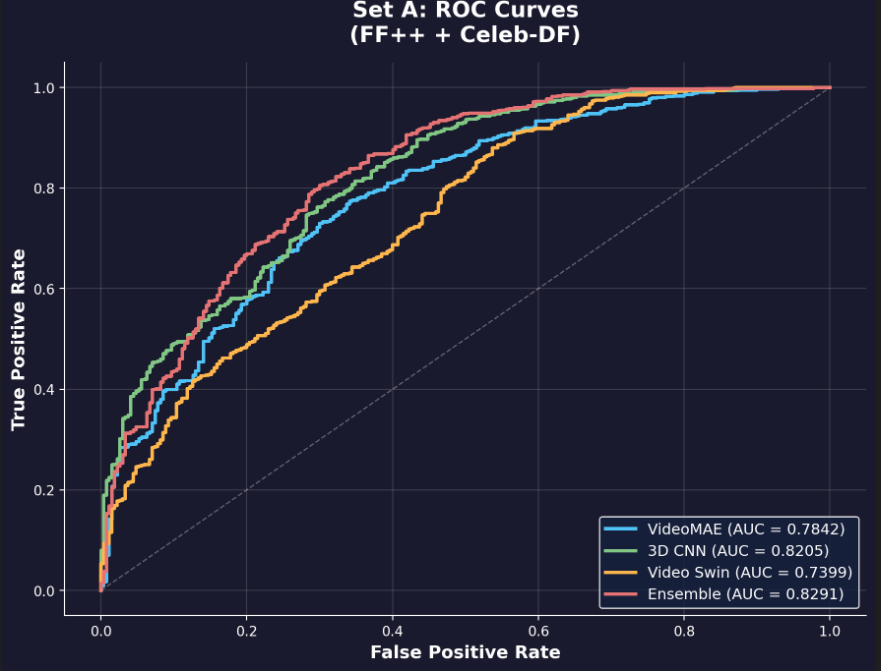 Set A: ROC Curves
(FF++ + Celeb-DF)
True Positive Rate
1.0
0.8
0.6
0.4
0.2
0.0
VideoMAE (AUC = 0.7842)
3D CNN (AUC = 0.8205)
Video Swin (AUC = 0.7399)
Ensemble (AUC = 0.8291)
0.0 0.2 0.4 0.6 0.8 1.0
False Positive Rate